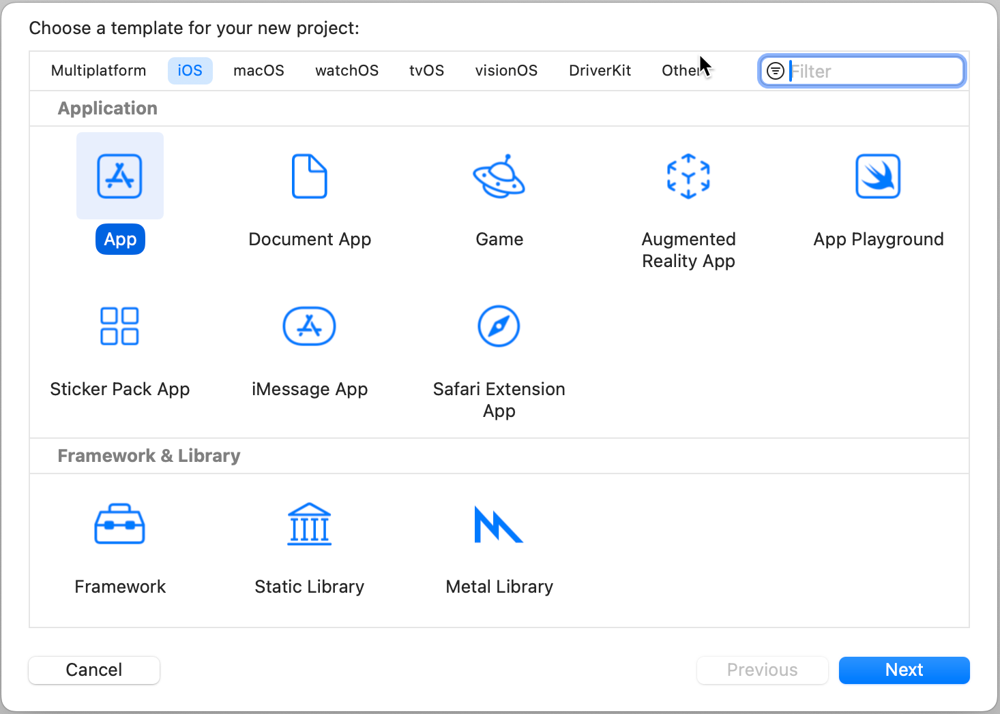 Choose a template for your new project:
Multiplatform iOS macOS watchOS tvOS visionOS DriverKit Other Filter
Application
App Document App Game Augmented Reality App App Playground
Sticker Pack App iMessage App Safari Extension App
Framework & Library
Framework Static Library Metal Library
Cancel Previous Next